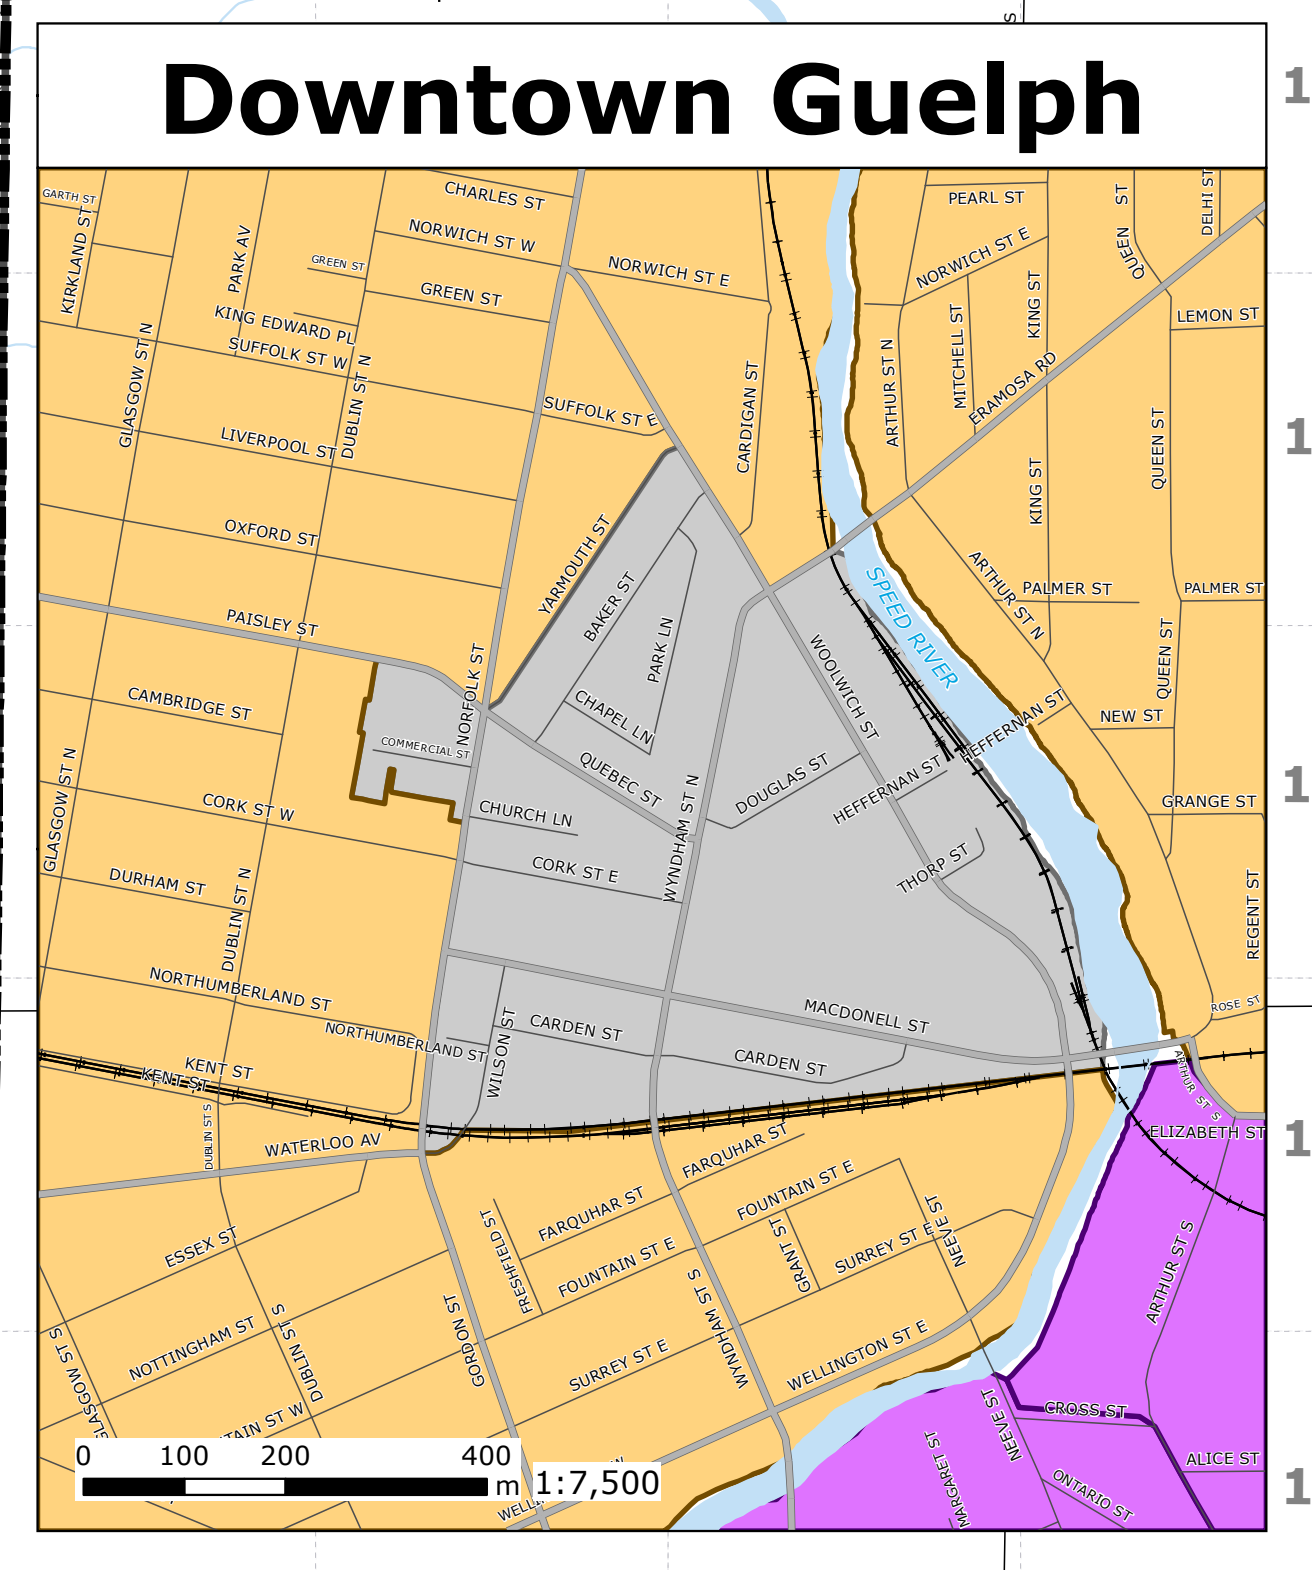 S
Downtown Guelph
1
GARTH ST
CHARLES ST
PEARL ST
QUEEN ST
DELHI ST
KIRKLAND ST
PARK AV
NORWICH ST W
NORWICH ST E
NORWICH ST E
GREEN ST
GREEN ST
KING ST
LEMON ST
KING EDWARD PL
SUFFOLK ST W
GLASGOW ST N
DUBLIN ST N
MITCHELL ST
ARTHUR ST N
ERAMOSA RD
CARDIGAN ST
SUFFOLK ST E
LIVERPOOL ST
1
QUEEN ST
KING ST
OXFORD ST
YARMOUTH ST
BAKER ST
PARK LN
SPEED RIVER
ARTHUR ST N
PALMER ST
PALMER ST
PAISLEY ST
NORFOLK ST
WOOLWICH ST
QUEEN ST
CAMBRIDGE ST
CHAPEL LN
HEFFERNAN ST
NEW ST
COMMERCIAL ST
QUEBEC ST
DOUGLAS ST
HEFFERNAN ST
1
GLASGOW ST N
CORK ST W
CHURCH LN
WYNDHAM ST N
GRANGE ST
CORK ST E
THORP ST
DURHAM ST
DUBLIN ST N
REGENT ST
NORTHUMBERLAND ST
ROSE ST
MACDONELL ST
NORTHUMBERLAND ST
WILSON ST
CARDEN ST
CARDEN ST
KENT ST
KENT ST
ARTHUR ST S
DUBLIN ST S
WATERLOO AV
FARQUHAR ST
ELIZABETH ST
1
FARQUHAR ST
FOUNTAIN ST E
ESSEX ST
FRESHFIELD ST
FOUNTAIN ST E
GRANT ST
SURREY ST E
NEEVE ST
ARTHUR ST S
NOTTINGHAM ST
DUBLIN ST S
GORDON ST
WYNDHAM ST S
GLASGOW ST S
SURREY ST E
WELLINGTON ST E
CROSS ST
NEEVE ST
TAIN ST W
MARGARET ST
ALICE ST
ONTARIO ST
0 100 200 400 m
1:7,500
1
WELLI
W